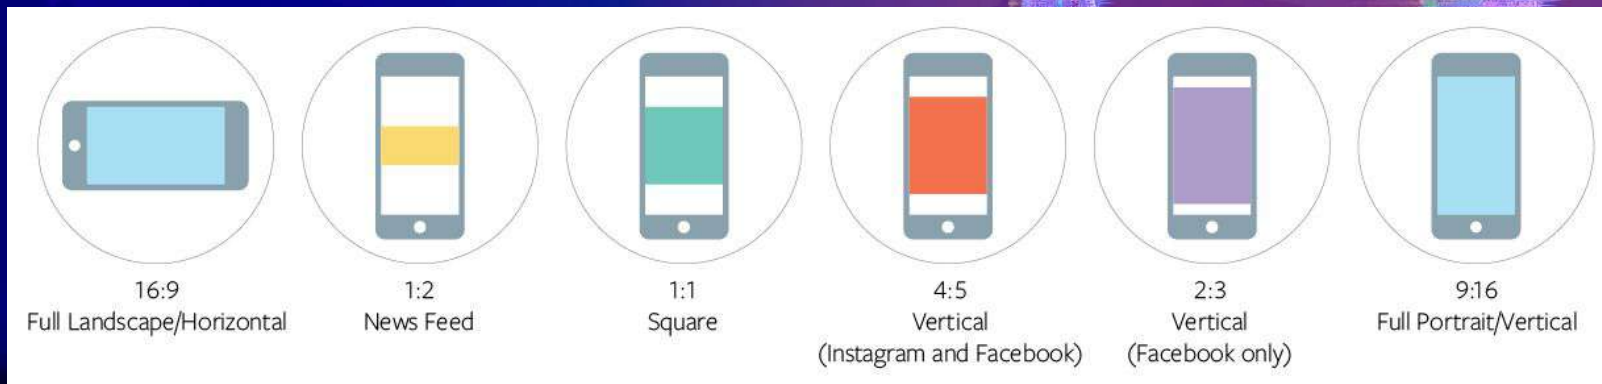 16:9
Full Landscape/Horizontal
1:2
News Feed
1:1
Square
4:5
Vertical
(Instagram and Facebook)
2:3
Vertical
(Facebook only)
9:16
Full Portrait/Vertical